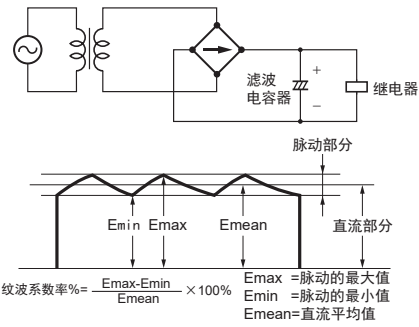 滤波
电容器
+
−
继电器
脉动部分
Emin Emax Emean 直流部分
纹波系数率%= Emax-Emin / Emean ×100%
Emax =脉动的最大值
Emin =脉动的最小值
Emean=直流平均值